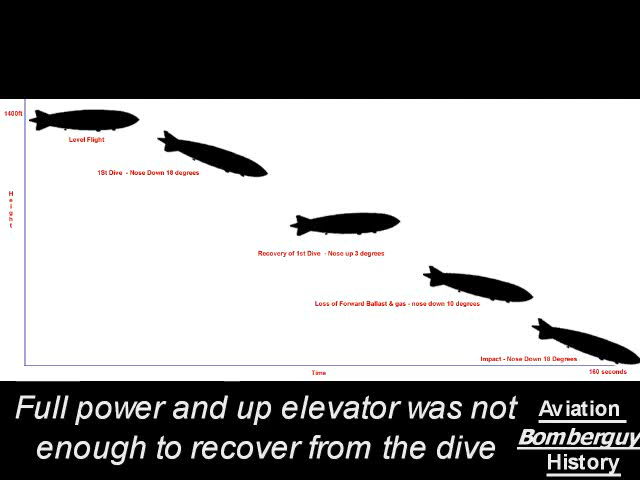 1400ft
Level Flight
1St Dive - Nose Down 18 degrees
Height
Recovery of 1st Dive - Nose up 3 degrees
Loss of Forward Ballast & gas - nose down 10 degrees
Impact - Nose Down 18 Degrees
Time
160 seconds
Full power and up elevator was not
enough to recover from the dive
Aviation
Bomberguy
History